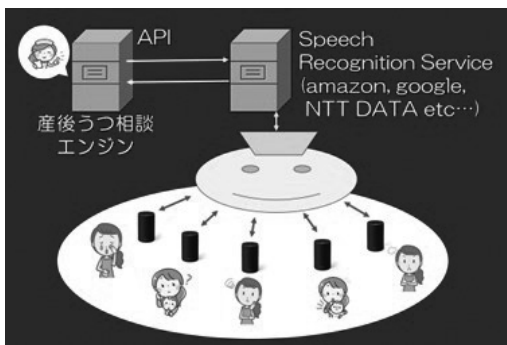 API
産後うつ相談
エンジン
Speech
Recognition Service
(amazon, google,
NTT DATA etc…)
?